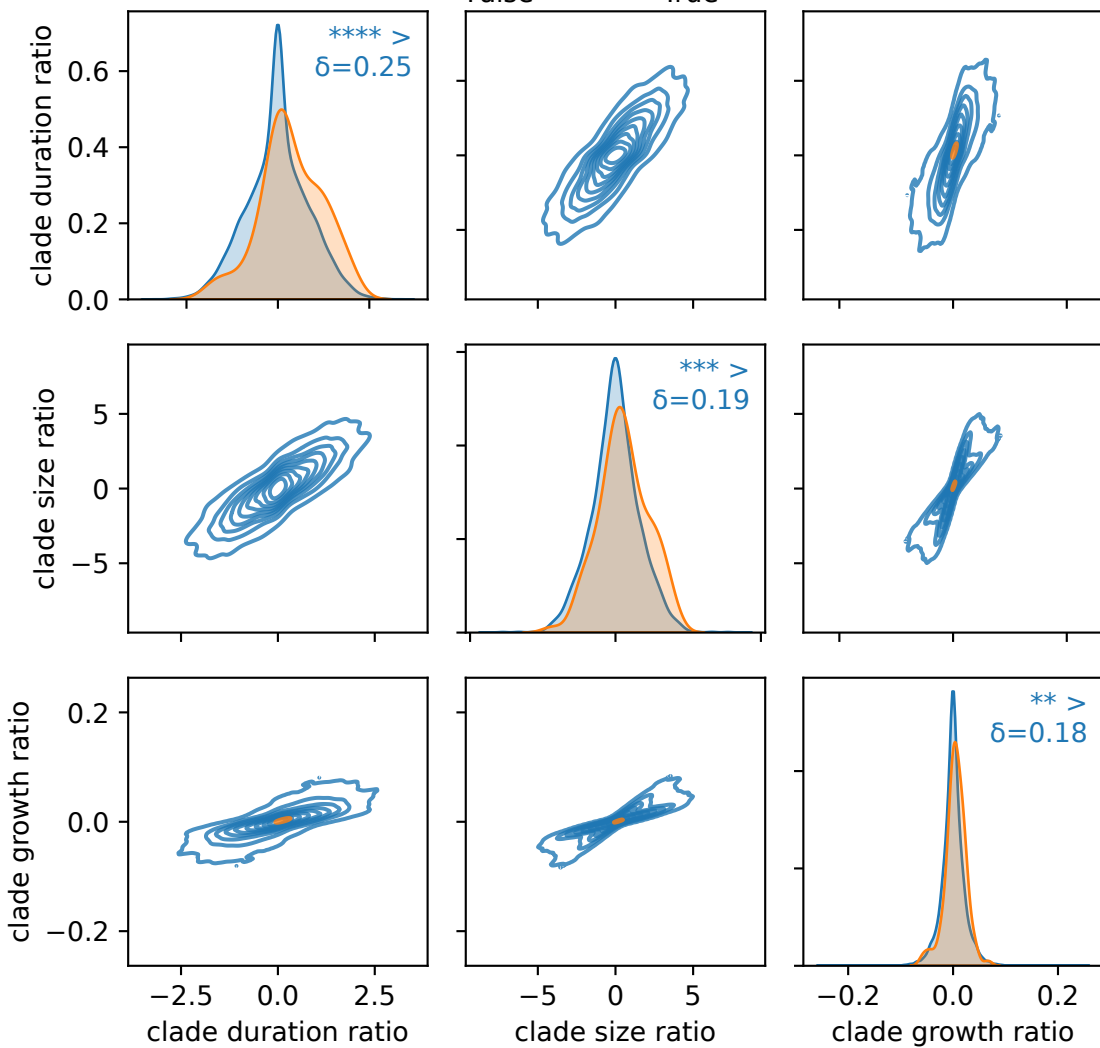 True
**** >
δ=0.25
clade duration ratio
0.6
0.4
0.2
0.0
*** >
δ=0.19
clade size ratio
5
0
−5
** >
δ=0.18
clade growth ratio
0.2
0.0
−0.2
−2.5 0.0 2.5 −5 0 5 −0.2 0.0 0.2
clade duration ratio clade size ratio clade growth ratio